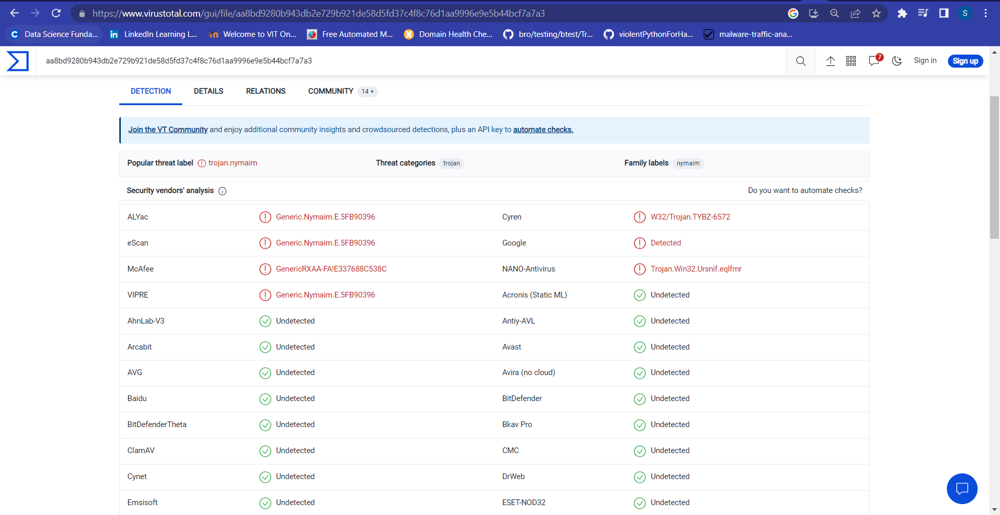 https://www.virustotal.com/gui/file/aa8bd9280b943db2e729b921de58d5fd37c4f8c76d1aa9996e9e5b44bcf7a7a3
S
Data Science Funda... LinkedIn Learning L... Welcome to VIT On... Free Automated M... Domain Health Che... bro/testing/btest/Tr... violentPythonForHa... malware-traffic-ana...
aa8bd9280b943db2e729b921de58d5fd37c4f8c76d1aa9996e9e5b44bcf7a7a3
7
Sign in
Sign up
DETECTION DETAILS RELATIONS COMMUNITY 14 +
Join the VT Community and enjoy additional community insights and crowdsourced detections, plus an API key to automate checks.
Popular threat label trojan.nymaim Threat categories trojan Family labels nymaim
Security vendors' analysis Do you want to automate checks?
ALYac Generic.Nymaim.E.5FB90396 Cyren W32/Trojan.TYBZ-6572
eScan Generic.Nymaim.E.5FB90396 Google Detected
McAfee GenericRXAA-FA!E337688C538C NANO-Antivirus Trojan.Win32.Ursnif.eqlfmr
VIPRE Generic.Nymaim.E.5FB90396 Acronis (Static ML) Undetected
AhnLab-V3 Undetected Antiy-AVL Undetected
Arcabit Undetected Avast Undetected
AVG Undetected Avira (no cloud) Undetected
Baidu Undetected BitDefender Undetected
BitDefenderTheta Undetected Bkav Pro Undetected
ClamAV Undetected CMC Undetected
Cynet Undetected DrWeb Undetected
Emsisoft Undetected ESET-NOD32 Undetected